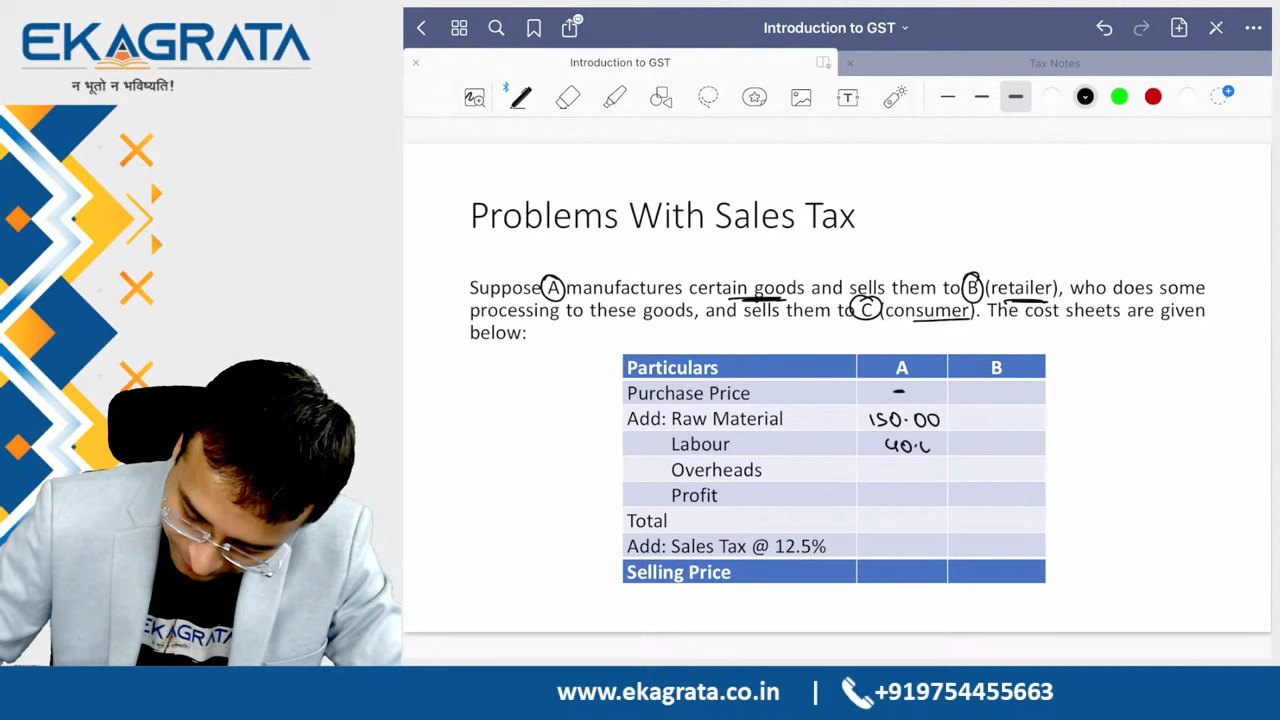 EKAGRATA
न भूतो न भविष्यति!
Introduction to GST
Introduction to GST
Tax Notes
T
Problems With Sales Tax
Suppose A manufactures certain goods and sells them to B (retailer), who does some
processing to these goods, and sells them to C (consumer). The cost sheets are given
below:
Particulars A B
Purchase Price -
Add: Raw Material 150.00
Labour 40.
Overheads
Profit
Total
Add: Sales Tax @ 12.5%
Selling Price
EKAGRATA
www.ekagrata.co.in | +919754455663